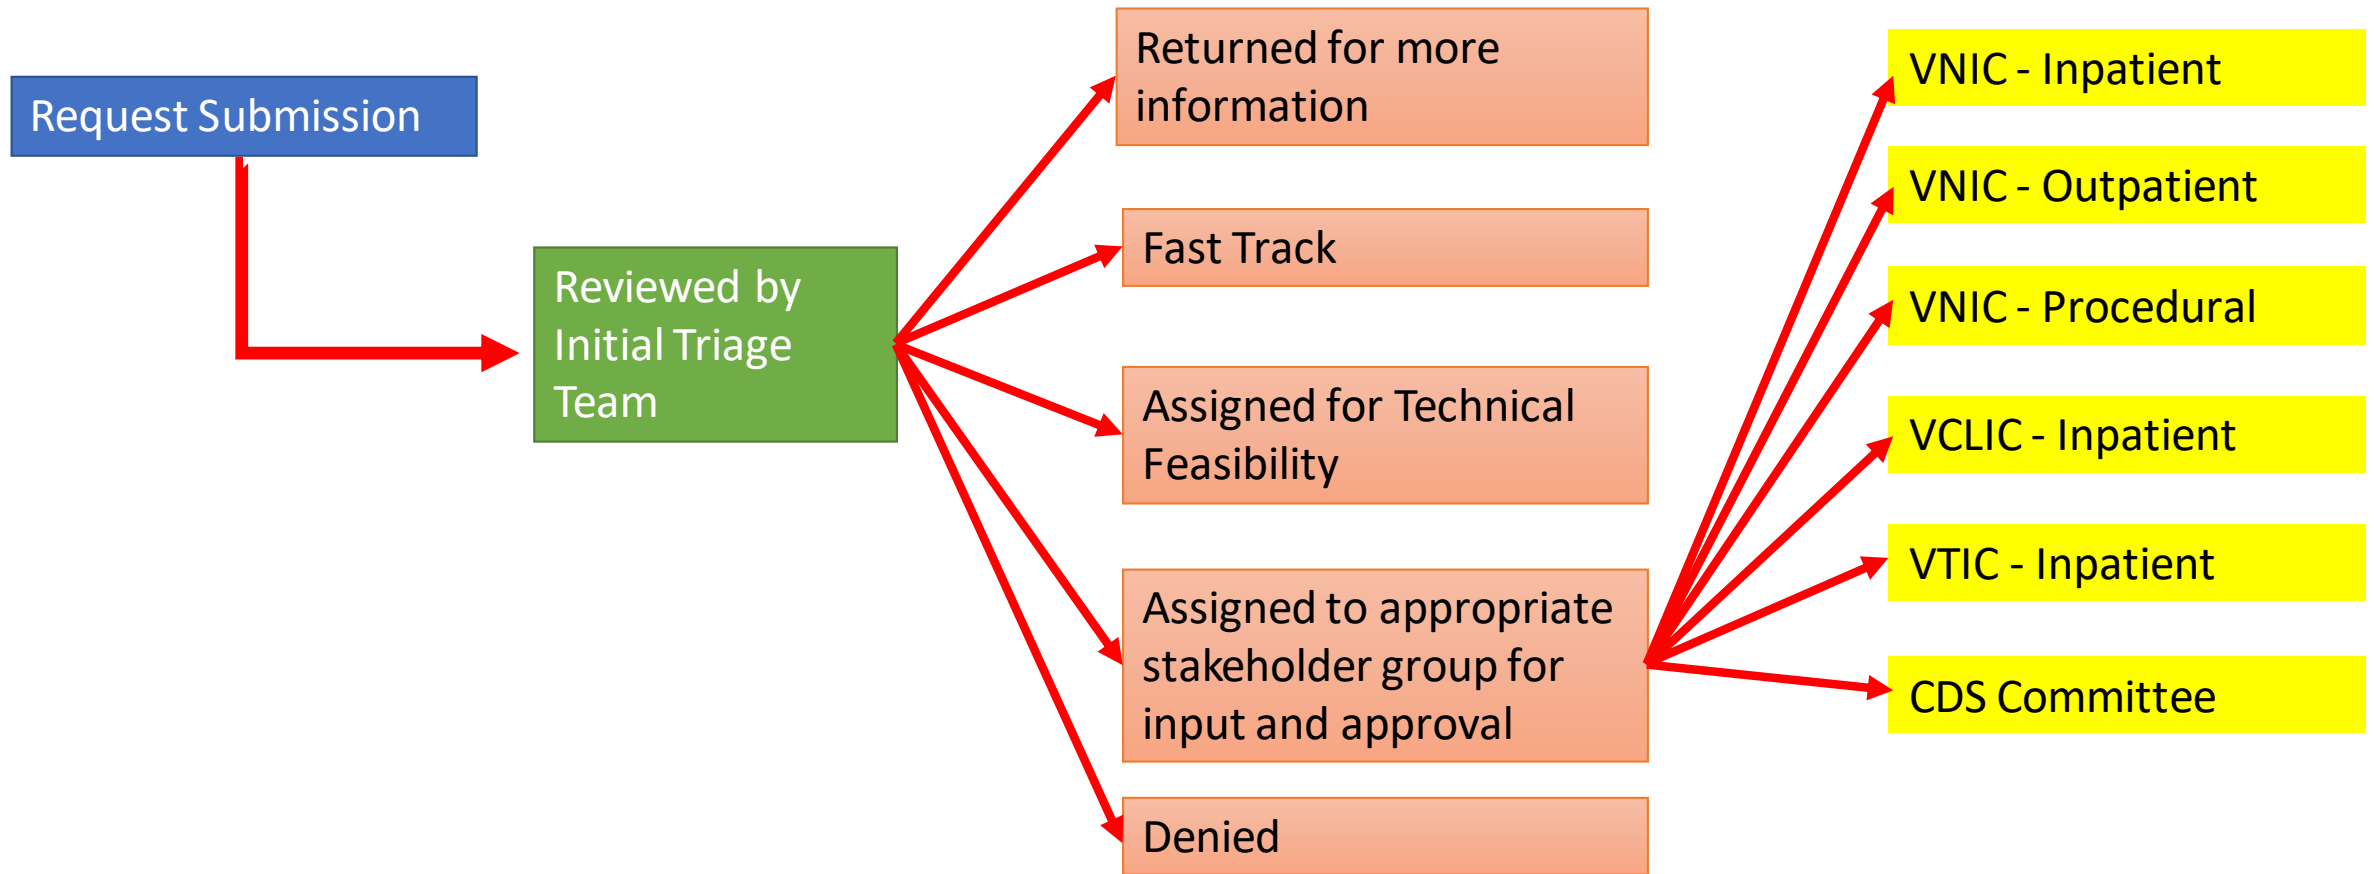 Request Submission
Reviewed by
Initial Triage
Team
Returned for more
information
Fast Track
Assigned for Technical
Feasibility
Assigned to appropriate
stakeholder group for
input and approval
Denied
VNIC - Inpatient
VNIC - Outpatient
VNIC - Procedural
VCLIC - Inpatient
VTIC - Inpatient
CDS Committee